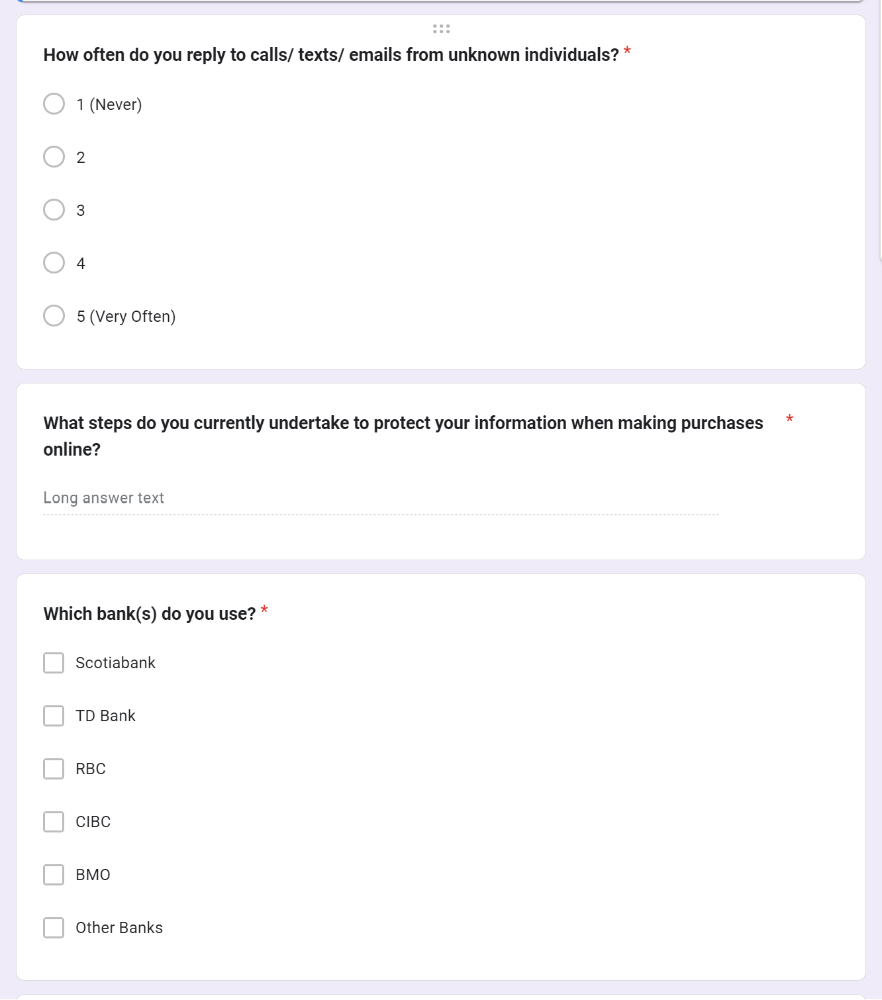 How often do you reply to calls/ texts/ emails from unknown individuals? *
1 (Never)
2
3
4
5 (Very Often)
What steps do you currently undertake to protect your information when making purchases *
online?
Long answer text
Which bank(s) do you use? *
Scotiabank
TD Bank
RBC
CIBC
BMO
Other Banks